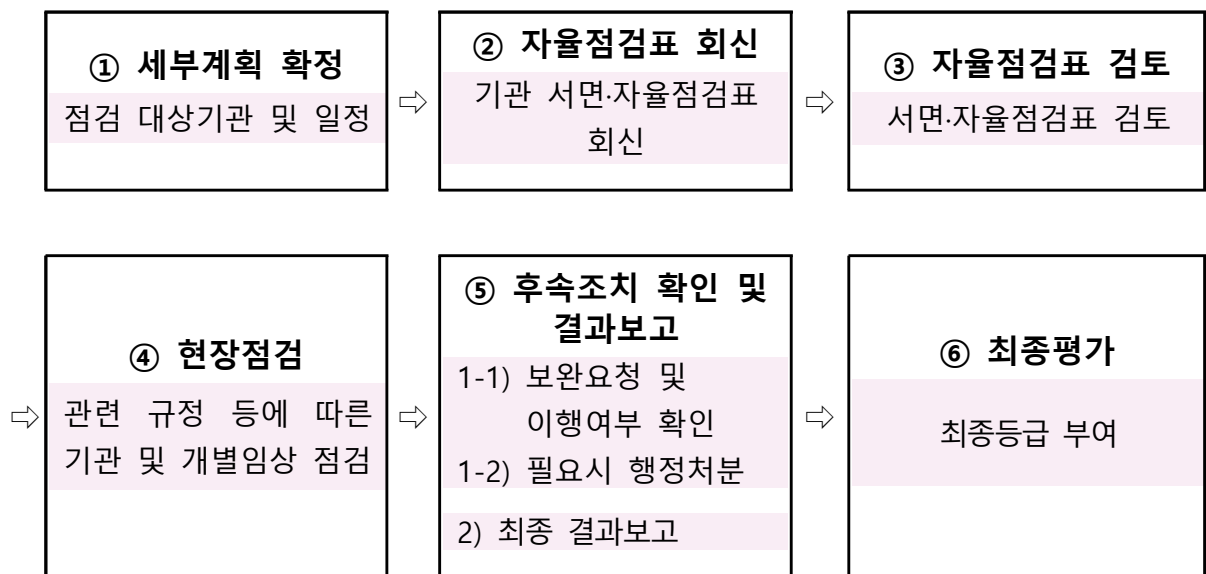 ① 세부계획 확정
점검 대상기관 및 일정
⇨
② 자율점검표 회신
기관 서면·자율점검표
회신
⇨
③ 자율점검표 검토
서면·자율점검표 검토
⇨
④ 현장점검
관련 규정 등에 따른
기관 및 개별임상 점검
⇨
⑤ 후속조치 확인 및
결과보고
1-1) 보완요청 및
이행여부 확인
1-2) 필요시 행정처분
2) 최종 결과보고
⇨
⑥ 최종평가
최종등급 부여